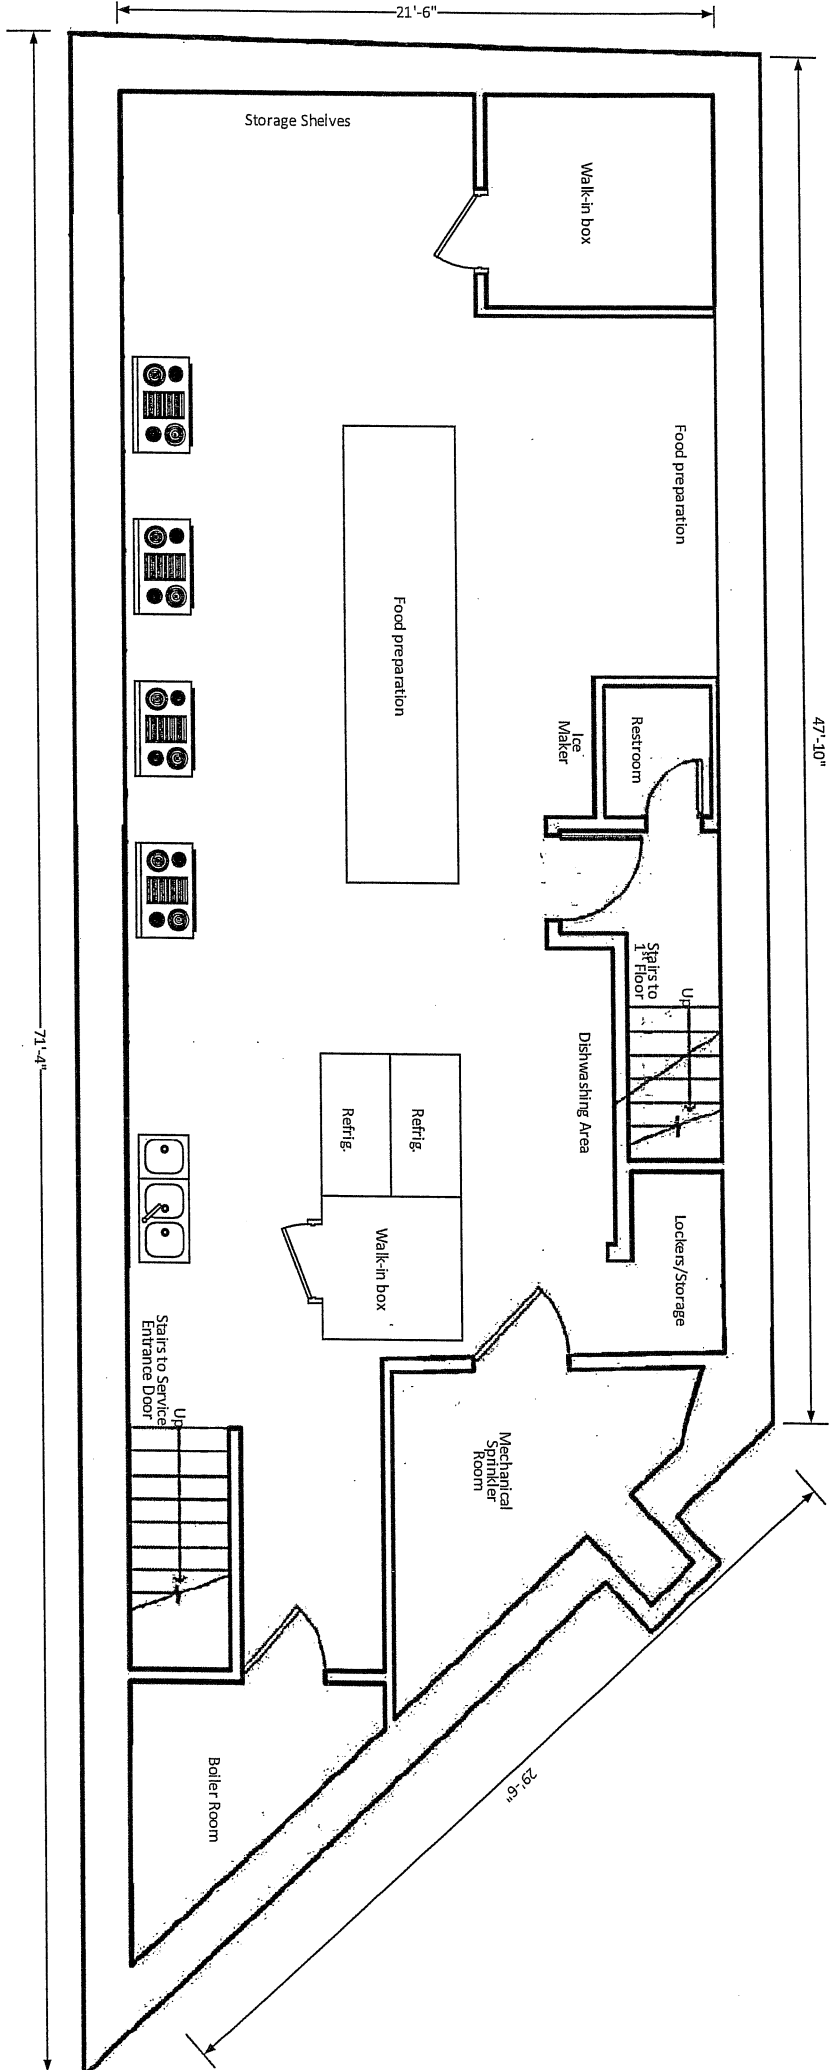 21'-6"
Storage Shelves
Walk-in box
Food preparation
Food preparation
47'-10"
Restroom
Ice
Maker
Stairs to
1st Floor
Up
Dishwashing Area
71'-4"
Refrig.
Refrig.
Walk-in box
Lockers/Storage
Stairs to Service
Entrance Door
Up
Mechanical
Sprinkler
Room
29'-6"
Boiler Room